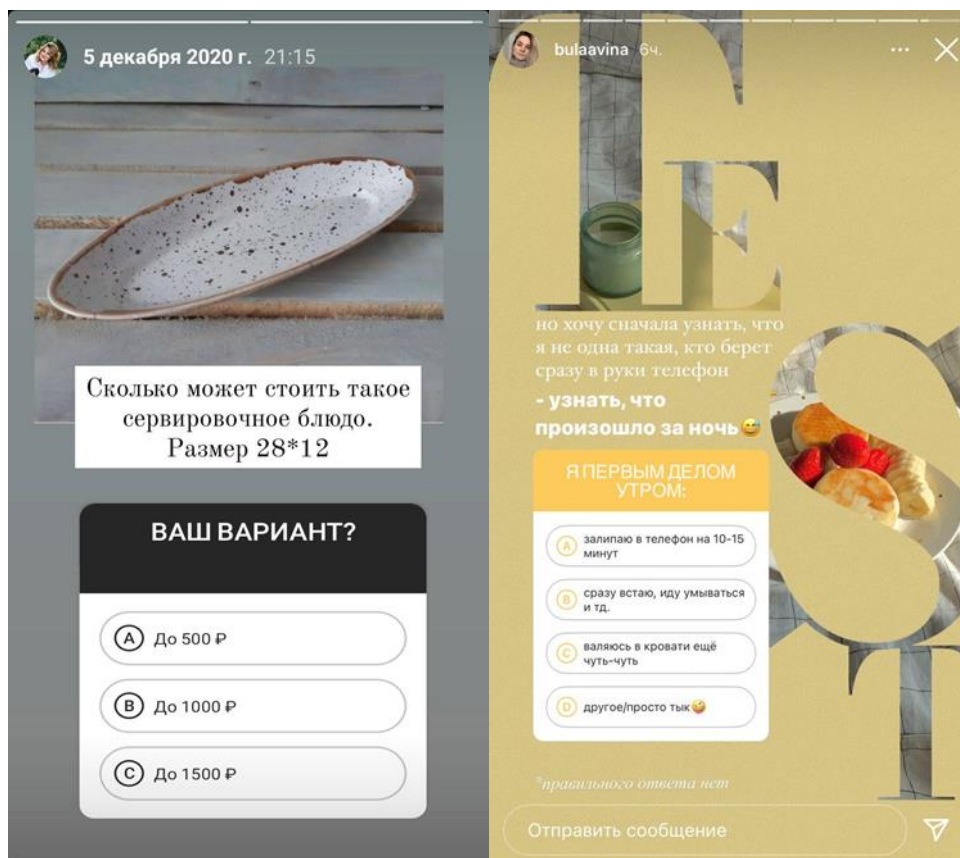 5 декабря 2020 г. 21:15
Сколько может стоить такое
сервировочное блюдо.
Размер 28*12
ВАШ ВАРИАНТ?
A До 500 ₽
B До 1000 ₽
C До 1500 ₽
bulaavina 6ч.
TEST
но хочу сначала узнать, что
я не одна такая, кто берет
сразу в руки телефон
- узнать, что
произошло за ночь😅
Я ПЕРВЫМ ДЕЛОМ
УТРОМ:
A залипаю в телефон на 10-15
минут
B сразу встаю, иду умываться
и тд.
C валяюсь в кровати ещё
чуть-чуть
D другое/просто тык🤪
*правильного ответа нет
Отправить сообщение